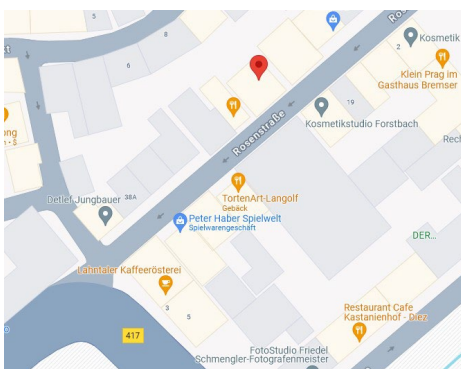 5
8
6
2
Kosmetik
Klein Prag im
Gasthaus Bremser
19
Kosmetikstudio Forstbach
Rosenstraße
TortenArt-Langolf
Gebäck
Detlef Jungbauer
38A
Peter Haber Spielwelt
Spielwarengeschäft
DER...
Lahntaler Kaffeerösterei
3
5
417
Restaurant Cafe
Kastanienhof - Diez
FotoStudio Friedel
Schmengler-Fotografenmeister